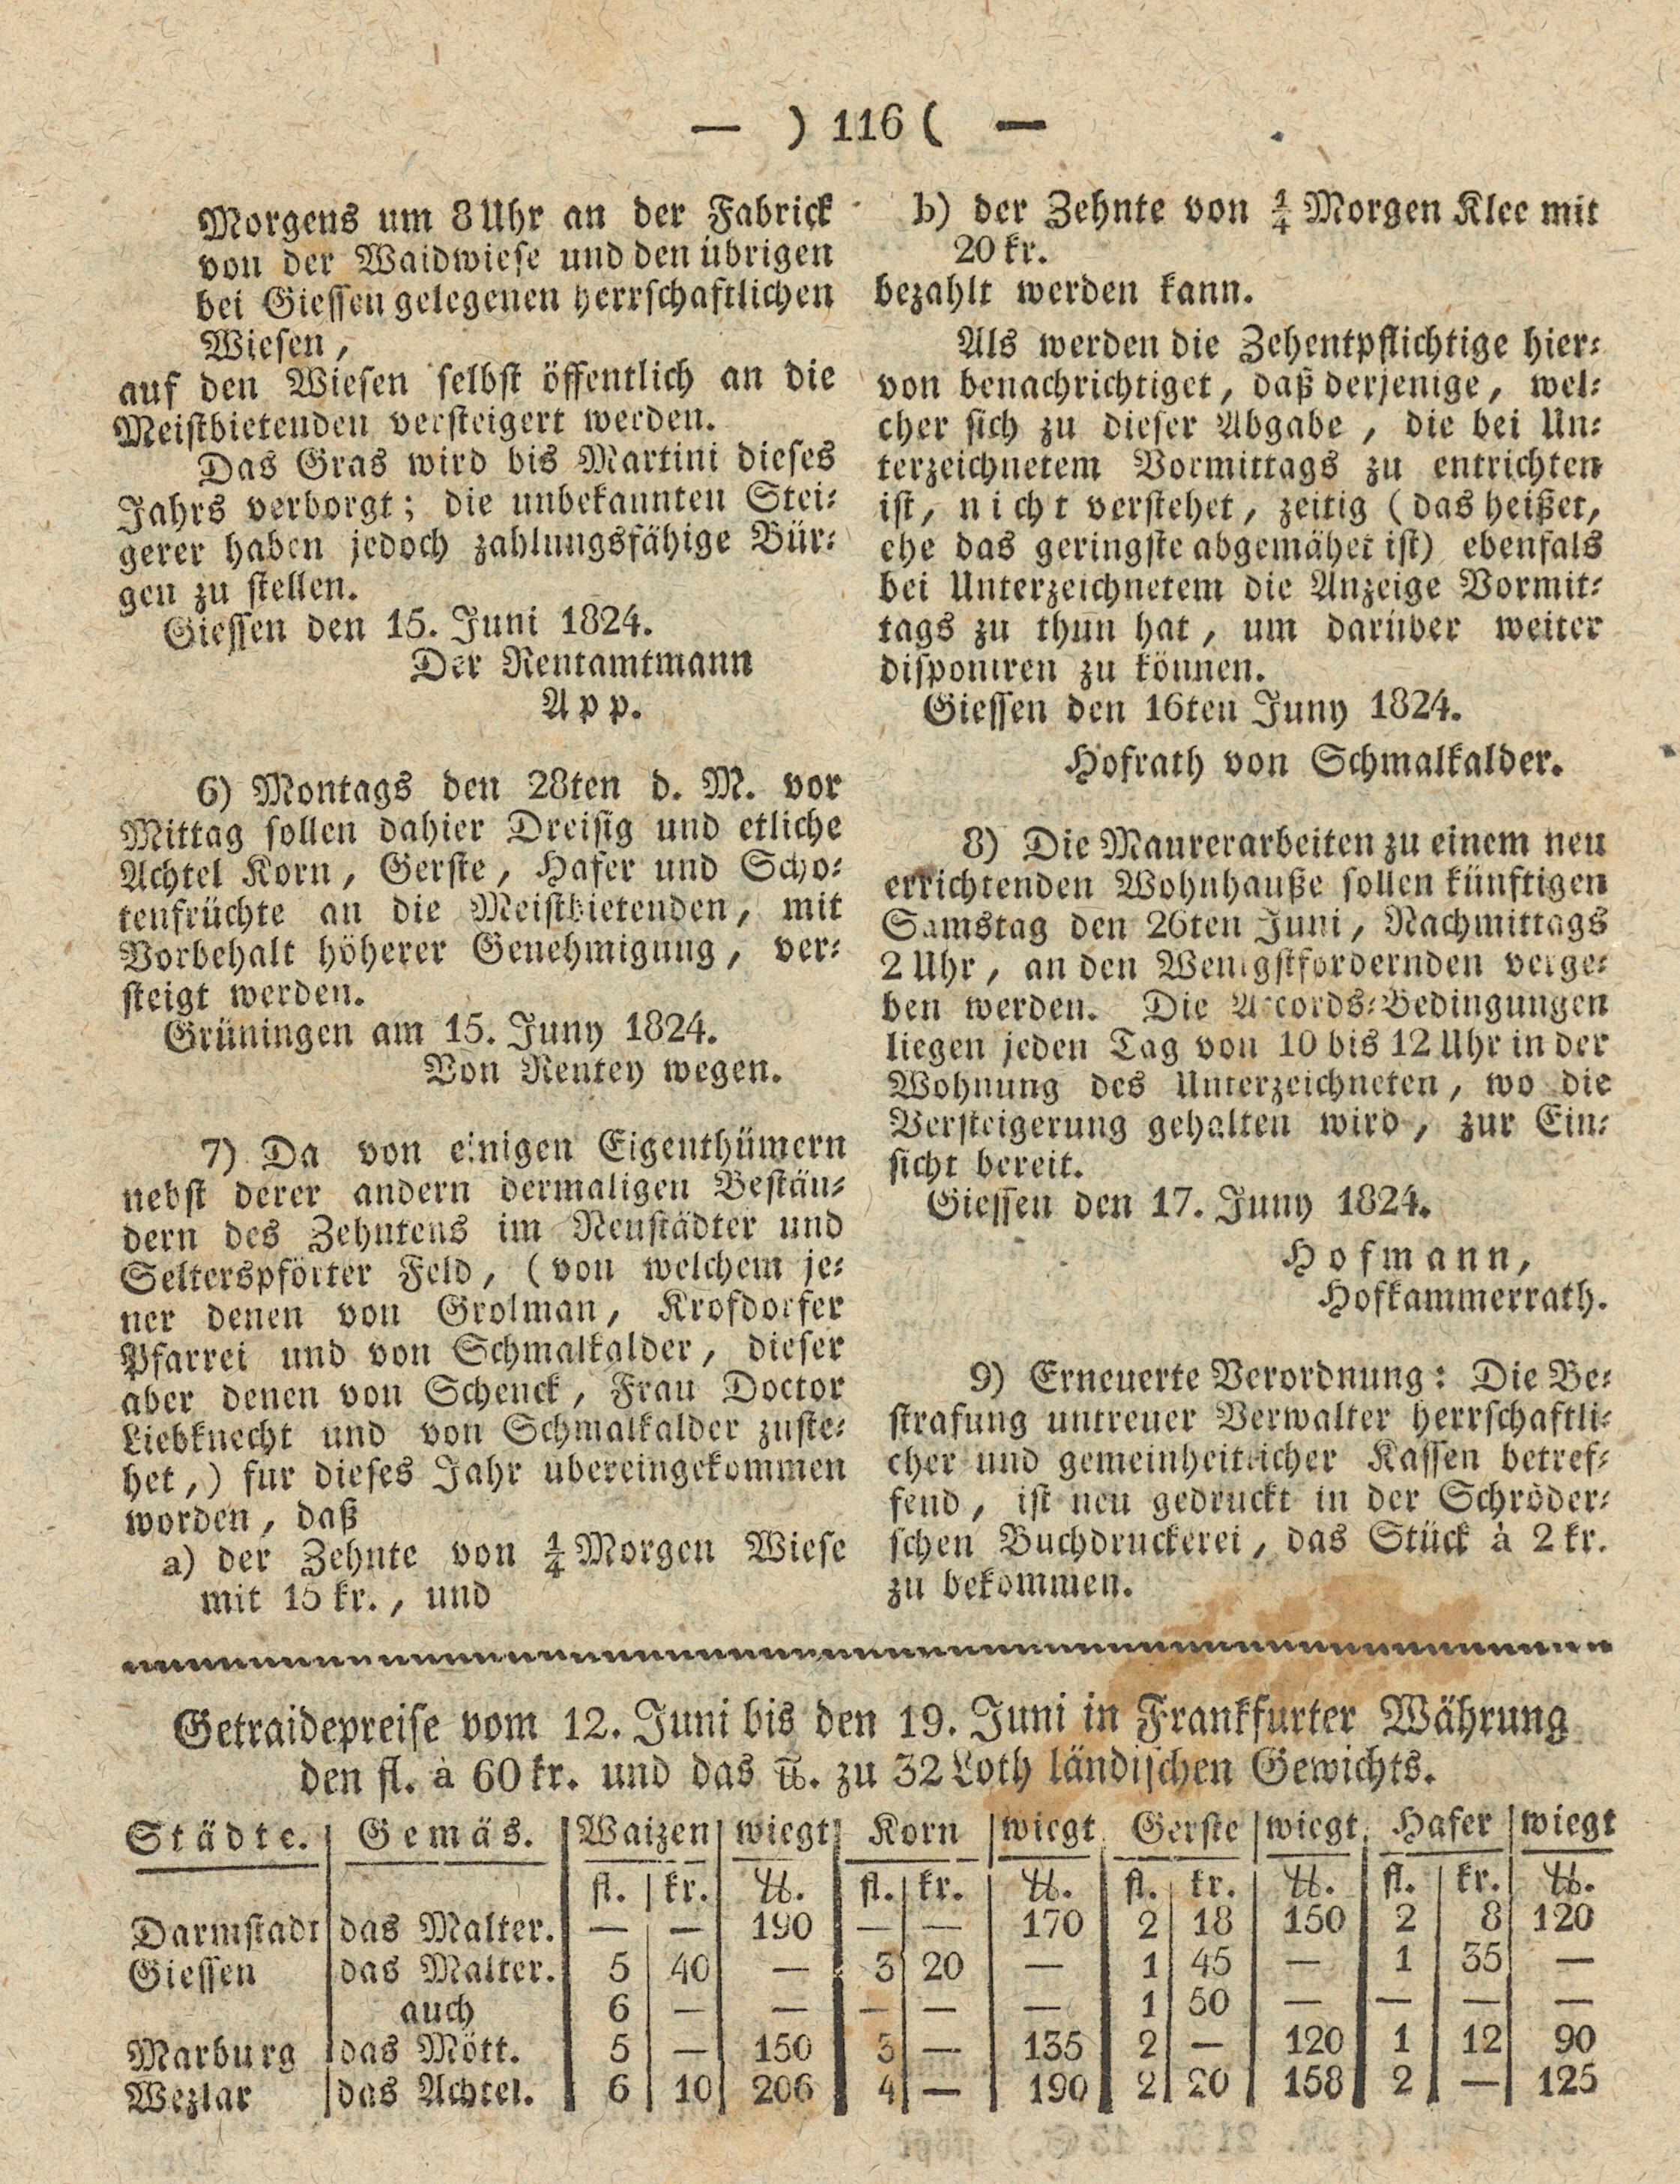 — ) 116 ( —
Morgens um 8 Uhr an der Fabrick
von der Waidwiese und den übrigen
bei Giessen gelegenen herrschaftlichen
Wiesen,
auf den Wiesen selbst öffentlich an die
Meistbietenden versteigert werden.
Das Gras wird bis Martini dieses
Jahrs verborgt; die unbekannten Stei-
gerer haben jedoch zahlungsfähige Bür-
gen zu stellen.
Giessen den 15. Juni 1824.
Der Rentamtmann
App.
6) Montags den 28ten d. M. vor
Mittag sollen dahier Dreisig und etliche
Achtel Korn, Gerste, Hafer und Scho-
tenfrüchte an die Meistbietenden, mit
Vorbehalt höherer Genehmigung, ver-
steigt werden.
Grüningen am 15. Juny 1824.
Von Rentey wegen.
7) Da von einigen Eigenthümern
nebst derer andern dermaligen Bestän-
dern des Zehntens im Neustädter und
Selterspförter Feld, (von welchem je-
ner denen von Grolman, Krofdorfer
Pfarrei und von Schmalkalder, dieser
aber denen von Schenck, Frau Doctor
Liebknecht und von Schmalkalder zuste-
het,) fur dieses Jahr ubereingekommen
worden, daß
a) der Zehnte von 1/4 Morgen Wiese
mit 15 kr., und
b) der Zehnte von 1/4 Morgen Klee mit
20 kr.
bezahlt werden kann.
Als werden die Zehentpflichtige hier-
von benachrichtiget, daß derjenige, wel-
cher sich zu dieser Abgabe, die bei Un-
terzeichnetem Vormittags zu entrichten
ist, nicht verstehet, zeitig (das heißet,
ehe das geringste abgemähet ist) ebenfals
bei Unterzeichnetem die Anzeige Vormit-
tags zu thun hat, um darüber weiter
disponiren zu können.
Giessen den 16ten Juny 1824.
Hofrath von Schmalkalder.
8) Die Maurerarbeiten zu einem neu
errichtenden Wohnhauße sollen künftigen
Samstag den 26ten Juni, Nachmittags
2 Uhr, an den Wenigstfordernden verge-
ben werden. Die Accords-Bedingungen
liegen jeden Tag von 10 bis 12 Uhr in der
Wohnung des Unterzeichneten, wo die
Versteigerung gehalten wird, zur Ein-
sicht bereit.
Giessen den 17. Juny 1824.
Hofmann,
Hofkammerrath.
9) Erneuerte Verordnung: Die Be-
strafung untreuer Verwalter herrschaftli-
cher und gemeinheitlicher Kassen betref-
fend, ist neu gedruckt in der Schröder-
schen Buchdruckerei, das Stück à 2 kr.
zu bekommen.
Getraidepreise vom 12. Juni bis den 19. Juni in Frankfurter Währung
den fl. à 60 kr. und das ℔. zu 32 Loth ländischen Gewichts.
Städte. Gemäs. Waizen wiegt Korn wiegt Gerste wiegt Hafer wiegt
fl. kr. ℔. fl. kr. ℔. fl. kr. ℔. fl. kr. ℔.
Darmstadt das Malter. — — 190 — — 170 2 18 150 2 8 120
Giessen das Malter. 5 40 — 3 20 — 1 45 — 1 35 —
auch 6 — — — — — 1 50 — — — —
Marburg das Mött. 5 — 150 3 — 135 2 — 120 1 12 90
Wezlar das Achtel. 6 10 206 4 — 190 2 20 158 2 — 125